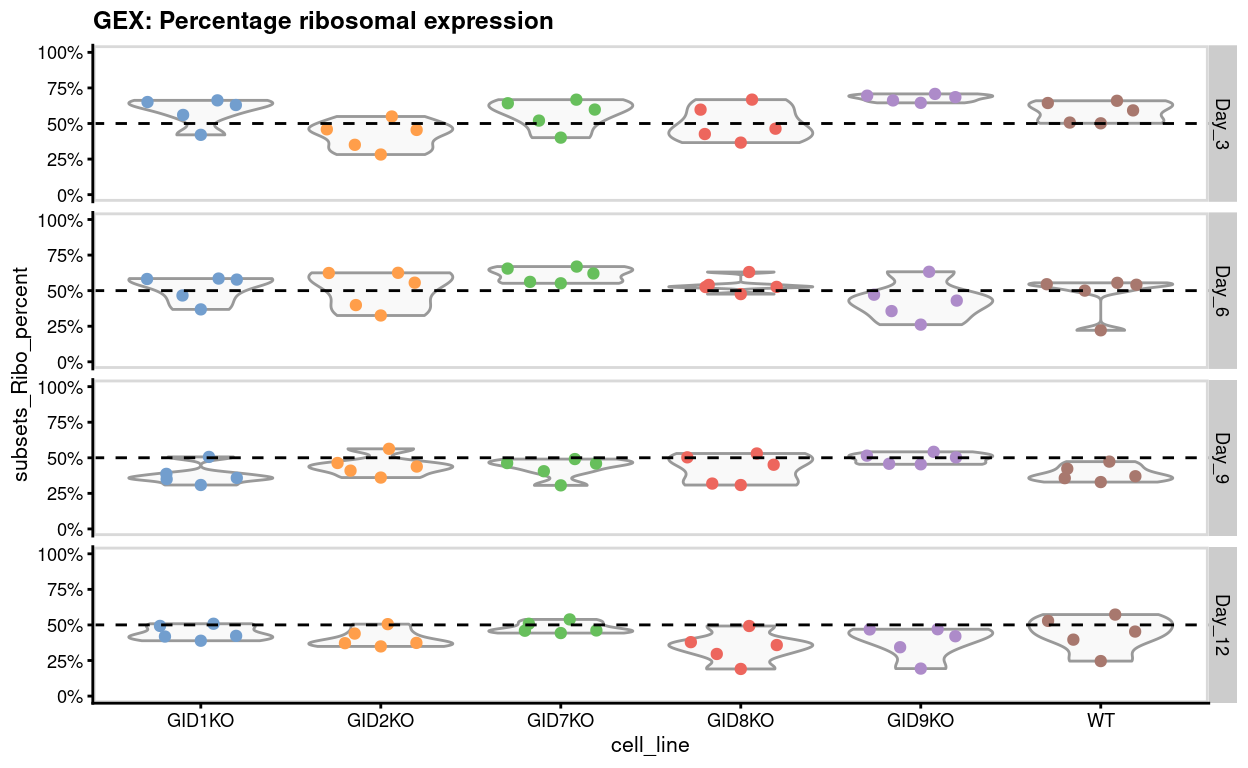 GEX: Percentage ribosomal expression
subsets_Ribo_percent
100%
75%
50%
25%
0%
Day_3
100%
75%
50%
25%
0%
Day_6
100%
75%
50%
25%
0%
Day_9
100%
75%
50%
25%
0%
Day_12
GID1KO GID2KO GID7KO GID8KO GID9KO WT
cell_line